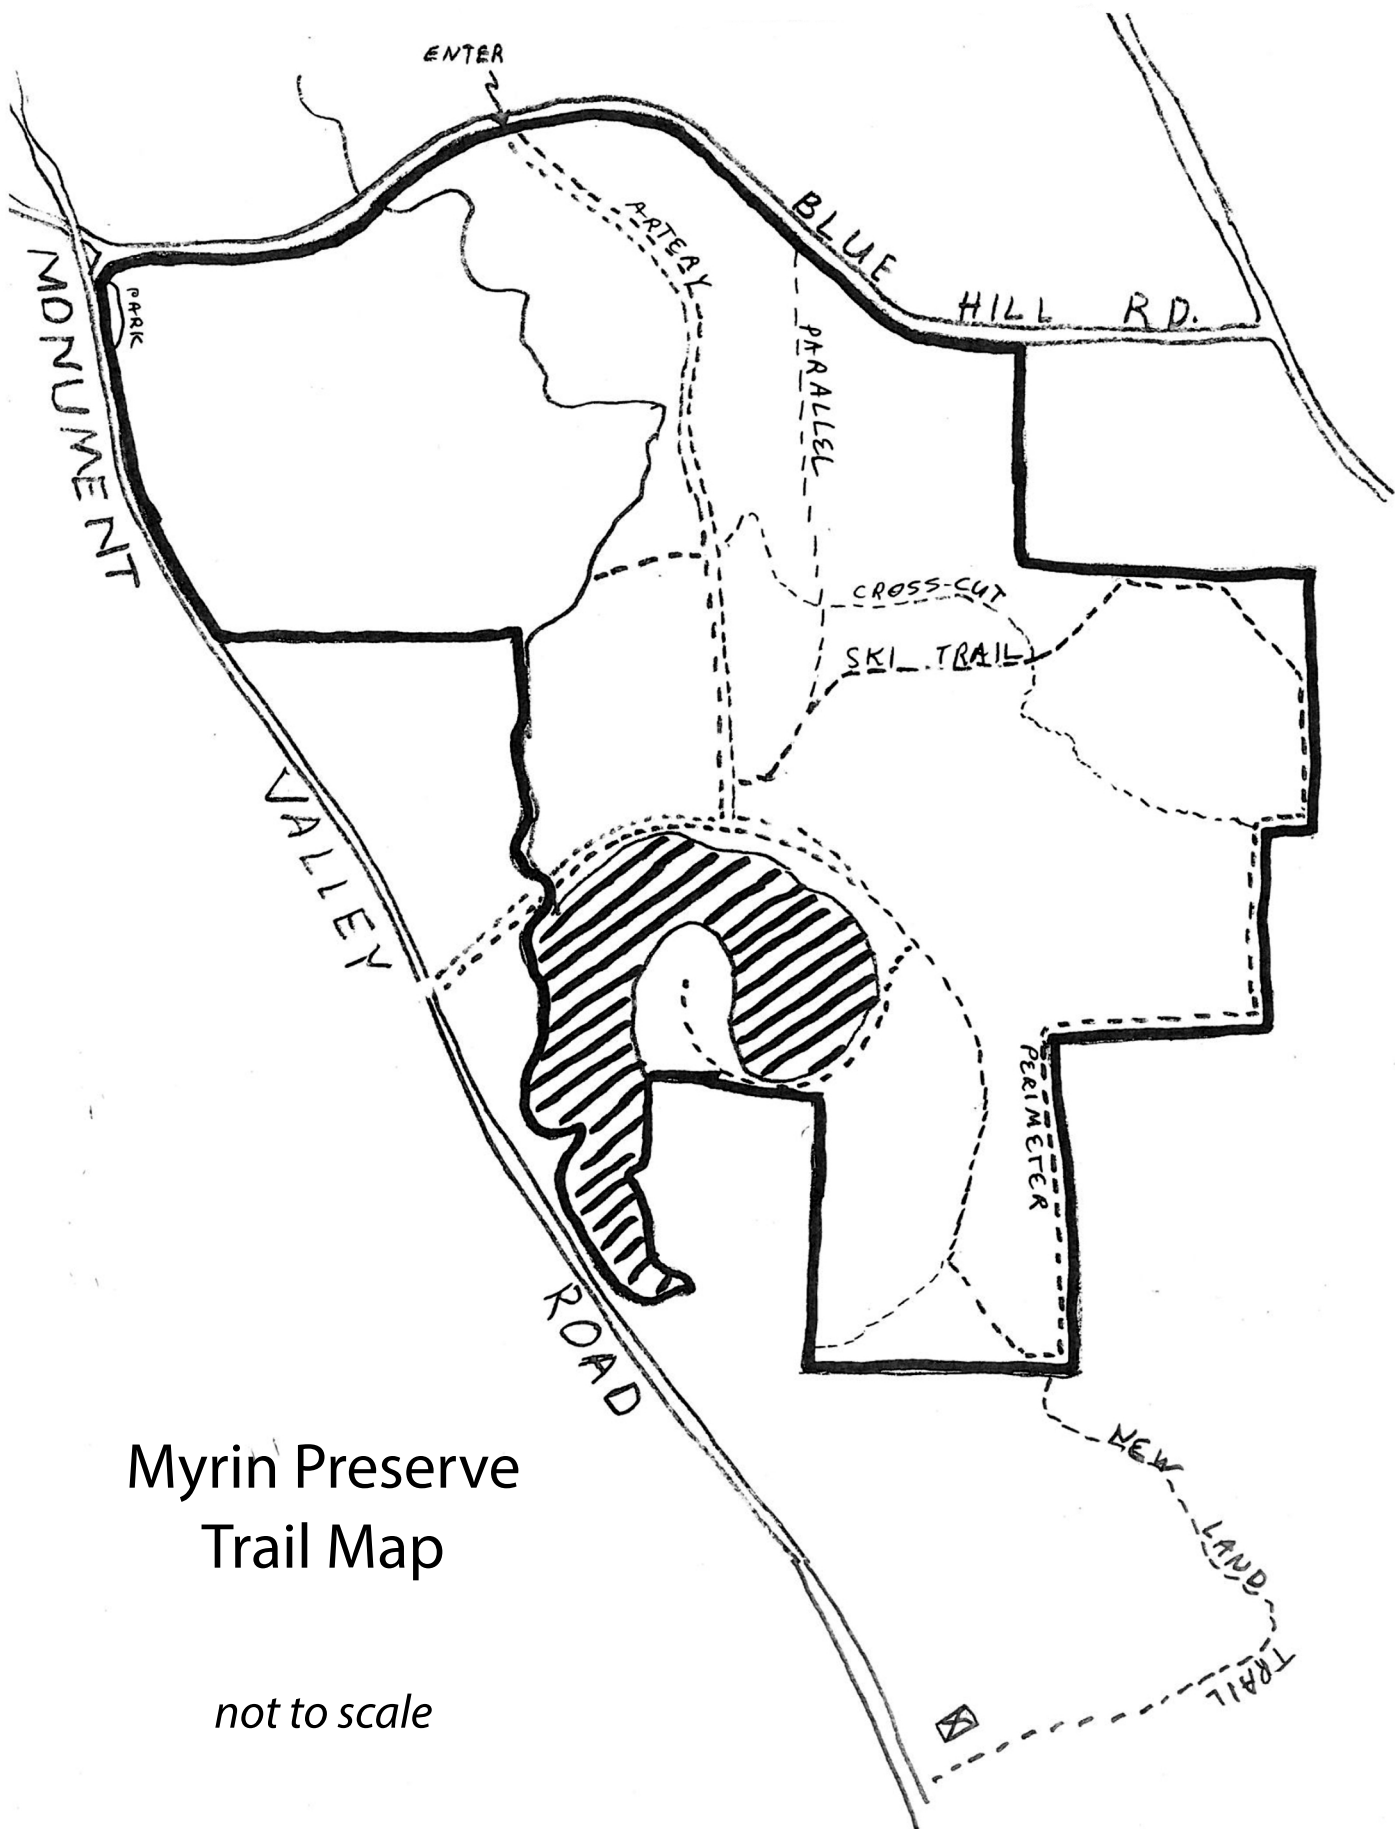 ENTER
ARTERY
BLUE
HILL RD.
PARK
PARALLEL
MONUMENT
CROSS-CUT
SKI TRAIL
VALLEY
PERIMETER
ROAD
NEW
LAND
TRAIL
Myrin Preserve
Trail Map
not to scale